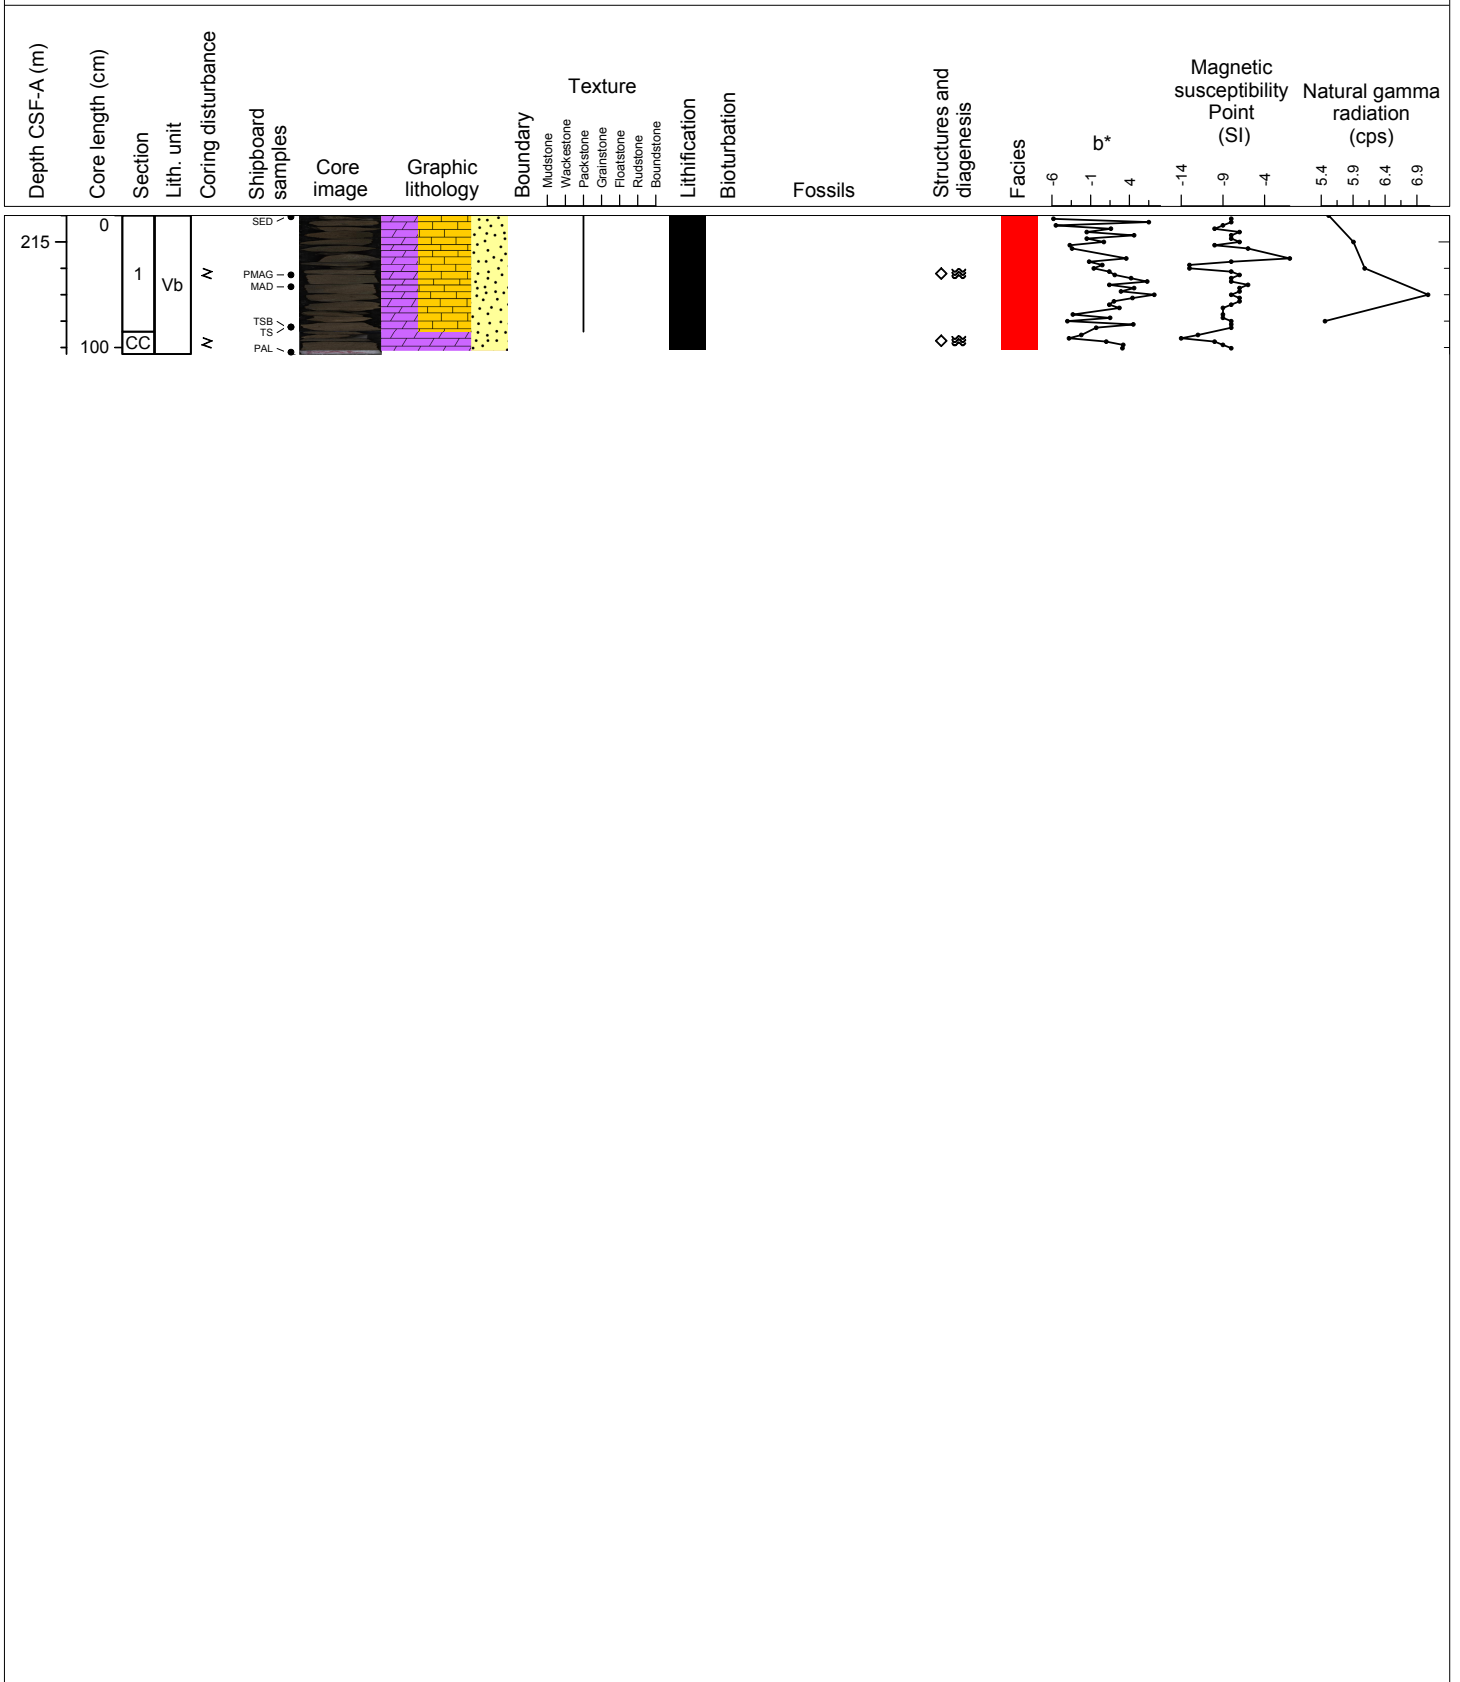 Depth CSF-A (m)
Core length (cm)
Section
Lith. unit
Coring disturbance
Shipboard
samples
Core
image
Graphic
lithology
Boundary
Texture
Mudstone
Wackestone
Packstone
Grainstone
Floatstone
Rudstone
Boundstone
Lithification
Bioturbation
Fossils
Structures and
diagenesis
Facies
b*
-6
-1
4
Magnetic
susceptibility
Point
(SI)
-14
-9
-4
Natural gamma
radiation
(cps)
5.4
5.9
6.4
6.9
215
0
100
1
CC
Vb
SED
PMAG
MAD
TSB
TS
PAL